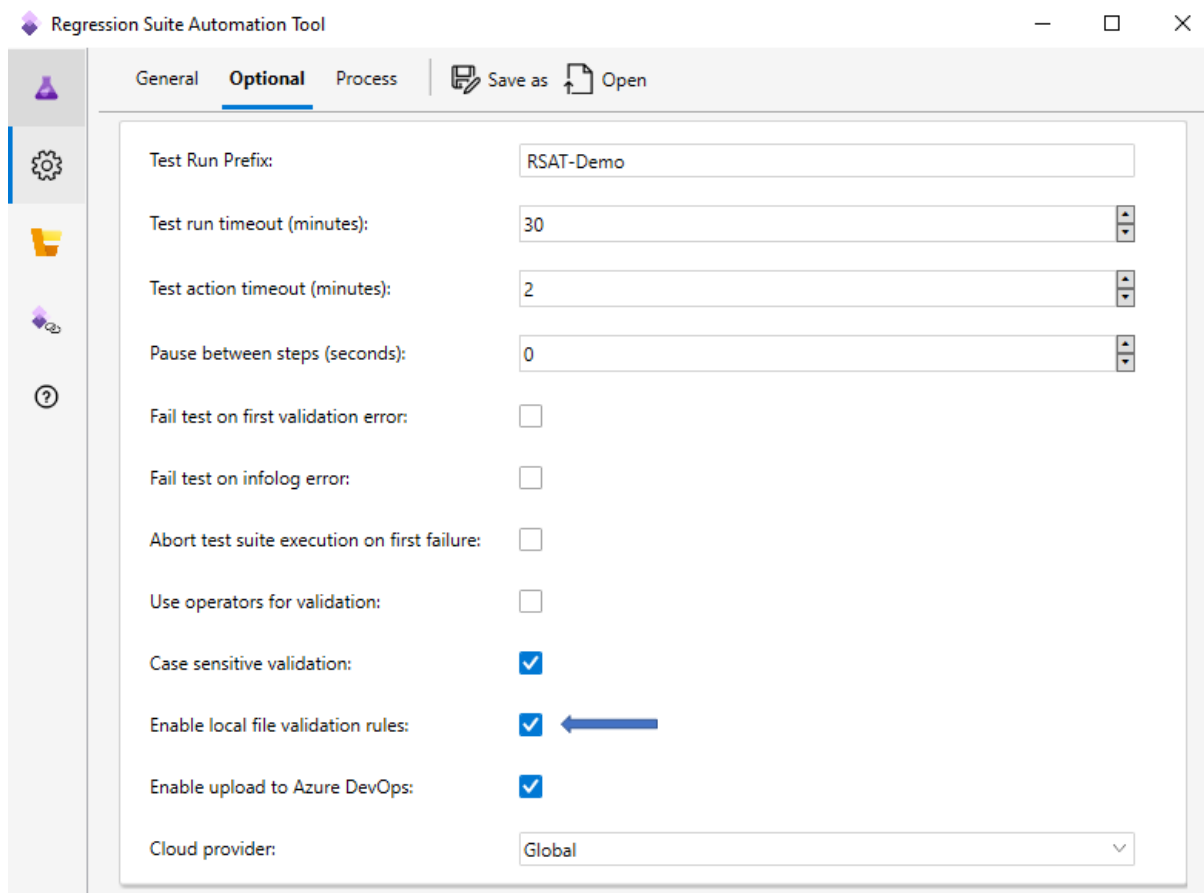 Regression Suite Automation Tool
General Optional Process Save as Open
Test Run Prefix: RSAT-Demo
Test run timeout (minutes): 30
Test action timeout (minutes): 2
Pause between steps (seconds): 0
Fail test on first validation error:
Fail test on infolog error:
Abort test suite execution on first failure:
Use operators for validation:
Case sensitive validation:
Enable local file validation rules:
Enable upload to Azure DevOps:
Cloud provider: Global